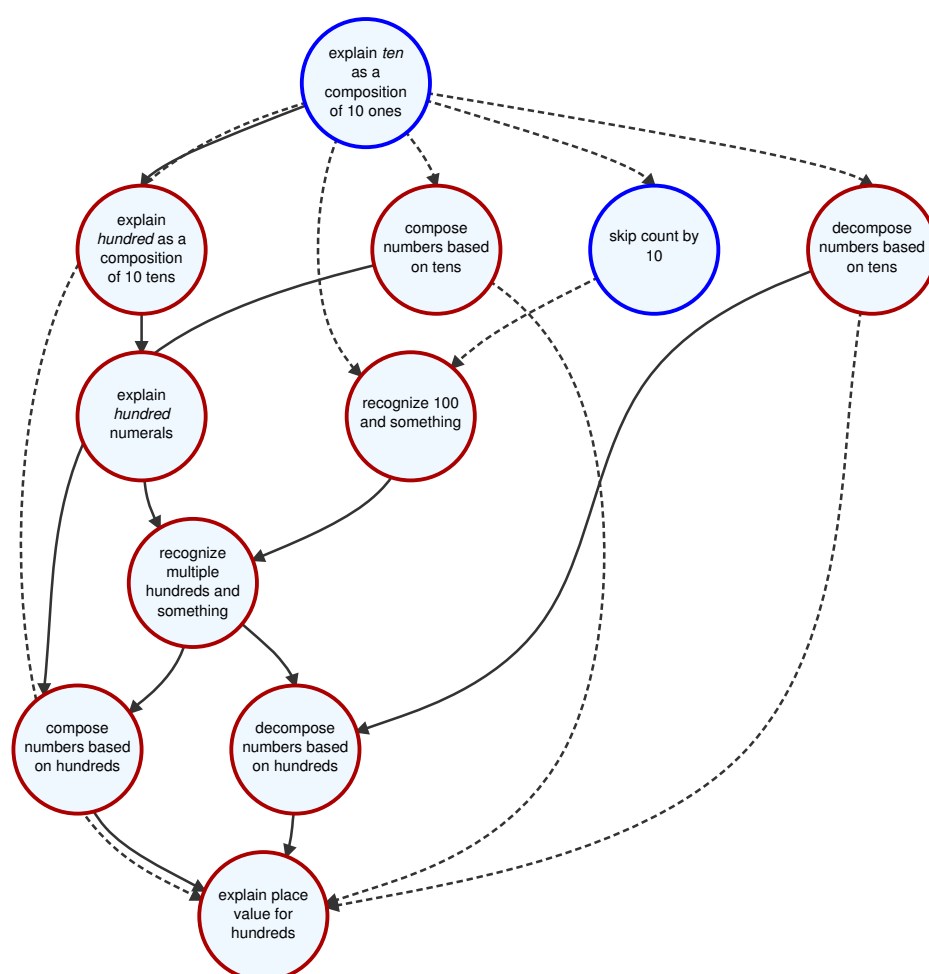 explain ten
as a
composition
of 10 ones
explain
hundred as a
composition
of 10 tens
compose
numbers based
on tens
skip count by
10
decompose
numbers based
on tens
explain
hundred
numerals
recognize 100
and something
recognize
multiple
hundreds and
something
compose
numbers based
on hundreds
decompose
numbers based
on hundreds
explain place
value for
hundreds